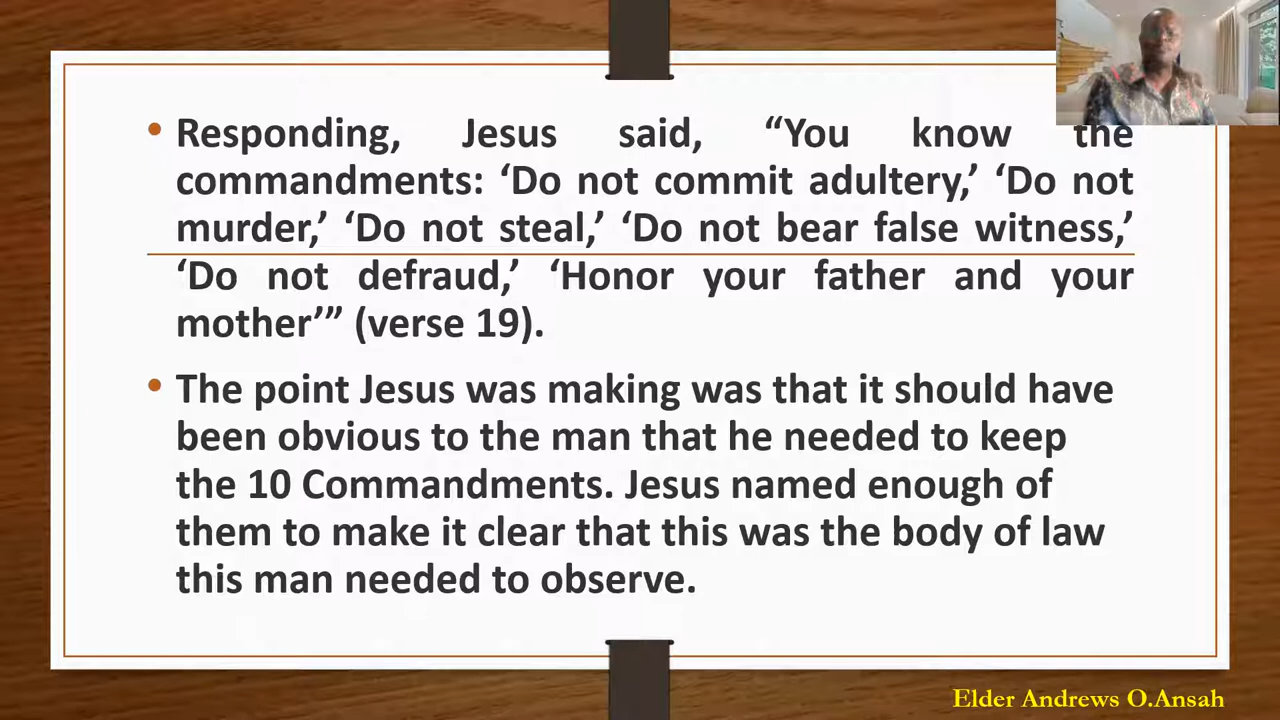 • Responding, Jesus said, “You know the
commandments: ‘Do not commit adultery,’ ‘Do not
murder,’ ‘Do not steal,’ ‘Do not bear false witness,’
‘Do not defraud,’ ‘Honor your father and your
mother’” (verse 19).
• The point Jesus was making was that it should have
been obvious to the man that he needed to keep
the 10 Commandments. Jesus named enough of
them to make it clear that this was the body of law
this man needed to observe.
Elder Andrews O.Ansah